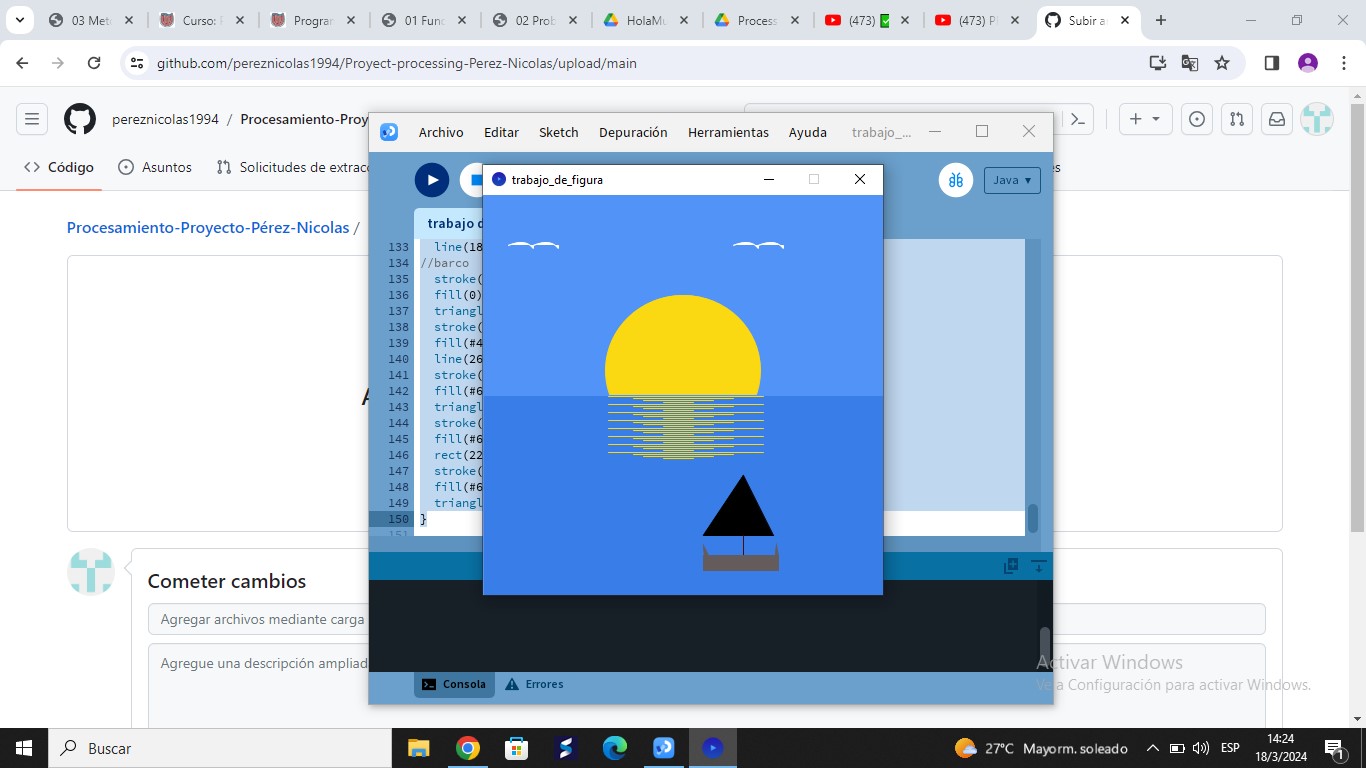 03 Mete
Curso: F
Program
01 Func
02 Prob
HolaMu
Process
(473) ✅
(473) P
Subir a
github.com/pereznicolas1994/Proyect-processing-Perez-Nicolas/upload/main
pereznicolas1994 / Procesamiento-Proy
Código
Asuntos
Solicitudes de extracc
es
Procesamiento-Proyecto-Pérez-Nicolas /
A
Archivo
Editar
Sketch
Depuración
Herramientas
Ayuda
trabajo_...
Java
trabajo_de_figura
trabajo d
133 line(18
134 //barco
135 stroke(
136 fill(0)
137 triangl
138 stroke(
139 fill(#4
140 line(26
141 stroke(
142 fill(#6
143 triangl
144 stroke(
145 fill(#6
146 rect(22
147 stroke(
148 fill(#6
149 triangl
150 }
151
Cometer cambios
Agregar archivos mediante carga
Agregue una descripción ampliad
Consola
Errores
Activar Windows
Ve a Configuración para activar Windows.
Buscar
27°C Mayorm. soleado
ESP
14:24
18/3/2024
1